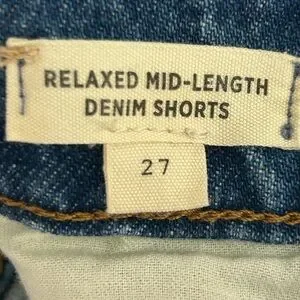 RELAXED MID-LENGTH
DENIM SHORTS
27